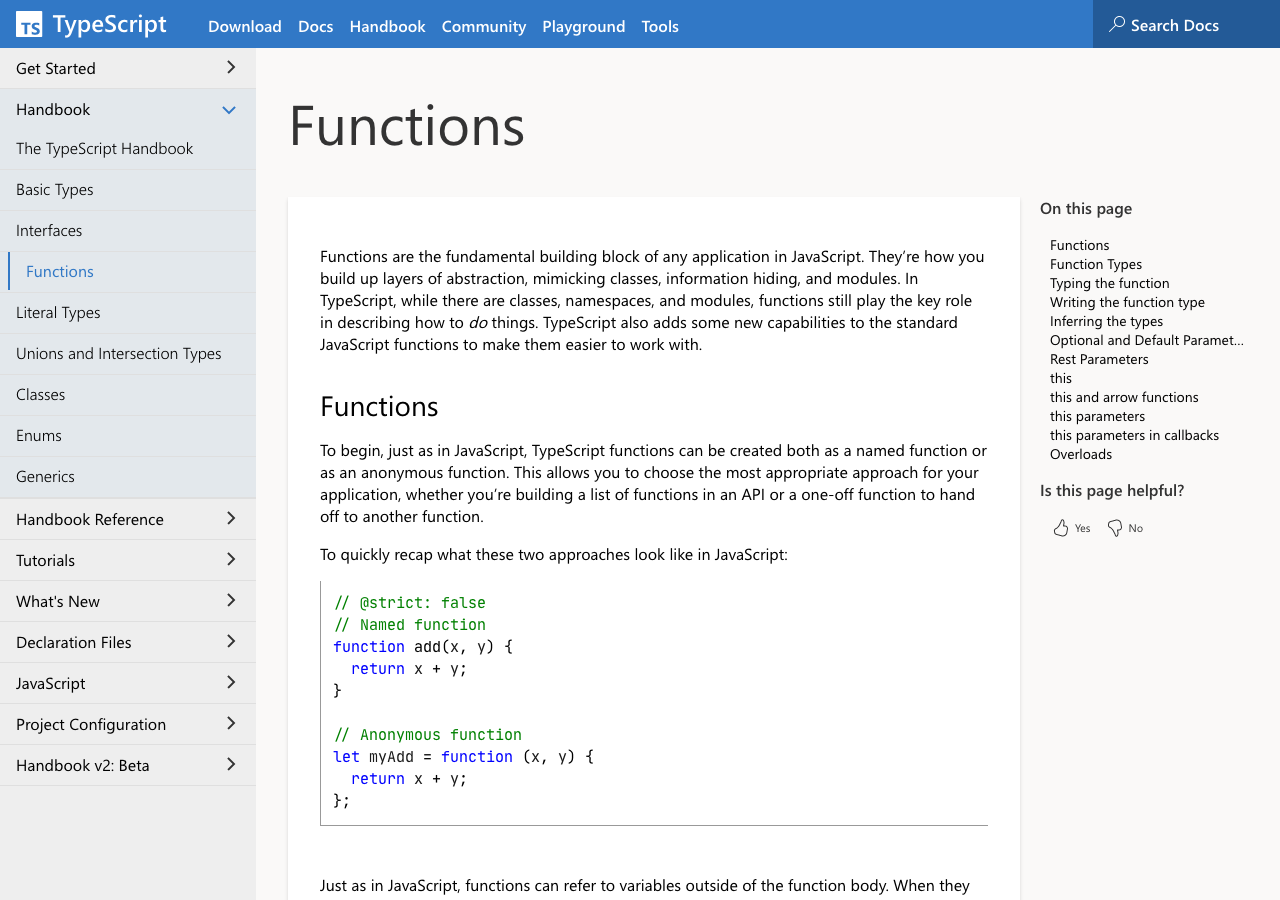 TS TypeScript
Download Docs Handbook Community Playground Tools
Search Docs
Get Started
Handbook
The TypeScript Handbook
Basic Types
Interfaces
Functions
Literal Types
Unions and Intersection Types
Classes
Enums
Generics
Handbook Reference
Tutorials
What's New
Declaration Files
JavaScript
Project Configuration
Handbook v2: Beta
Functions
Functions are the fundamental building block of any application in JavaScript. They’re how you
build up layers of abstraction, mimicking classes, information hiding, and modules. In
TypeScript, while there are classes, namespaces, and modules, functions still play the key role
in describing how to do things. TypeScript also adds some new capabilities to the standard
JavaScript functions to make them easier to work with.
Functions
To begin, just as in JavaScript, TypeScript functions can be created both as a named function or
as an anonymous function. This allows you to choose the most appropriate approach for your
application, whether you’re building a list of functions in an API or a one-off function to hand
off to another function.
To quickly recap what these two approaches look like in JavaScript:
// @strict: false
// Named function
function add(x, y) {
  return x + y;
}
// Anonymous function
let myAdd = function (x, y) {
  return x + y;
};
Just as in JavaScript, functions can refer to variables outside of the function body. When they
On this page
Functions
Function Types
Typing the function
Writing the function type
Inferring the types
Optional and Default Paramet...
Rest Parameters
this
this and arrow functions
this parameters
this parameters in callbacks
Overloads
Is this page helpful?
Yes No